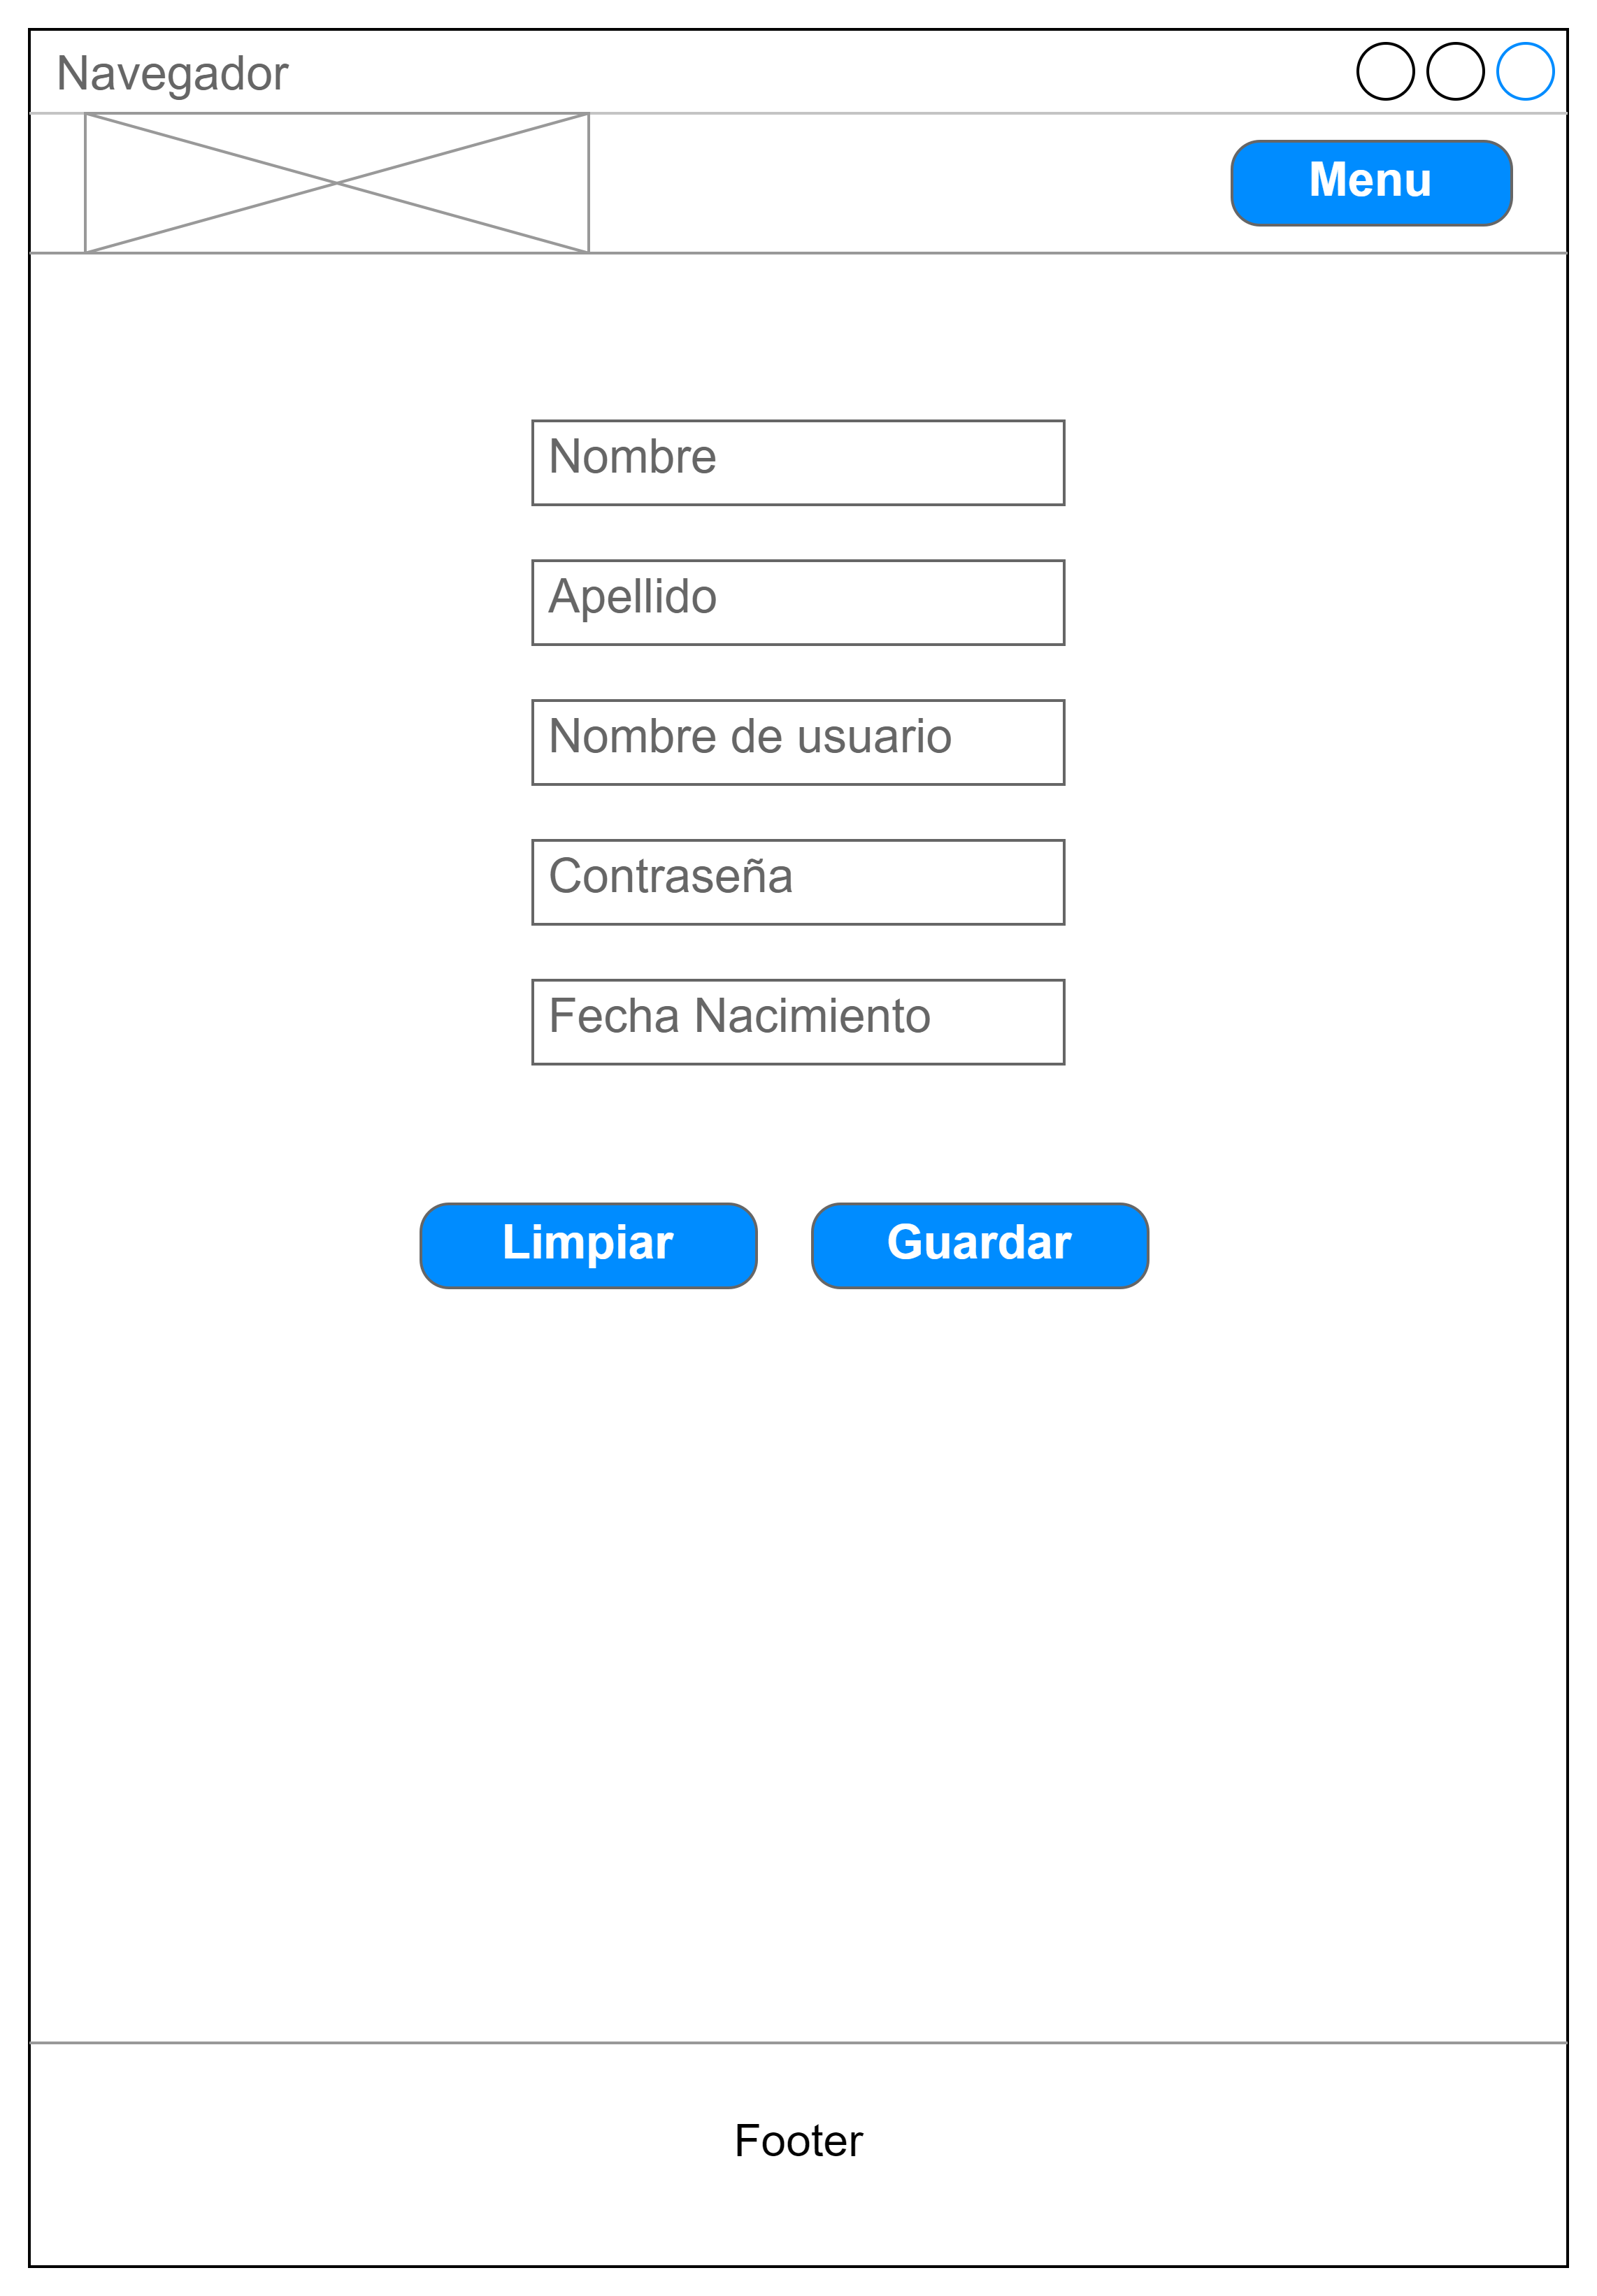 Navegador
Menu
Nombre
Apellido
Nombre de usuario
Contraseña
Fecha Nacimiento
Limpiar
Guardar
Footer